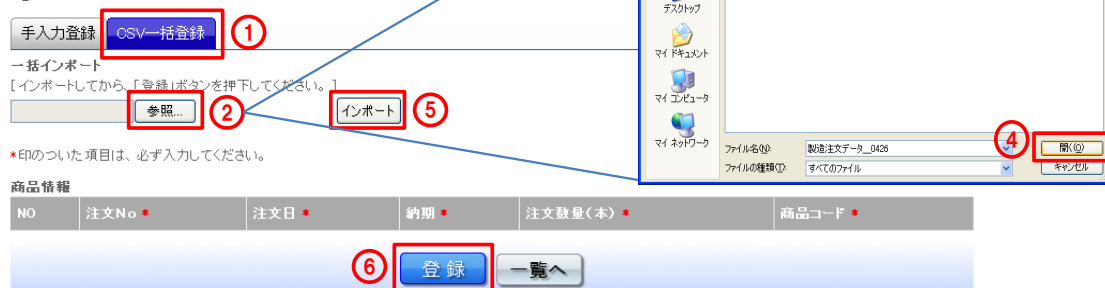 手入力登録 CSV一括登録 ①
一括インポート
[インポートしてから、「登録」ボタンを押下してください。]
参照... ② インポート ⑤
*印のついた項目は、必ず入力してください。
デスクトップ
マイ ドキュメント
マイ コンピュータ
マイ ネットワーク
ファイル名(N): 製造注文データ_0426 ④ 開く(O)
ファイルの種類(T): すべてのファイル キャンセル
商品情報
NO 注文No * 注文日 * 納期 * 注文数量(本) * 商品コード *
⑥ 登録 一覧へ